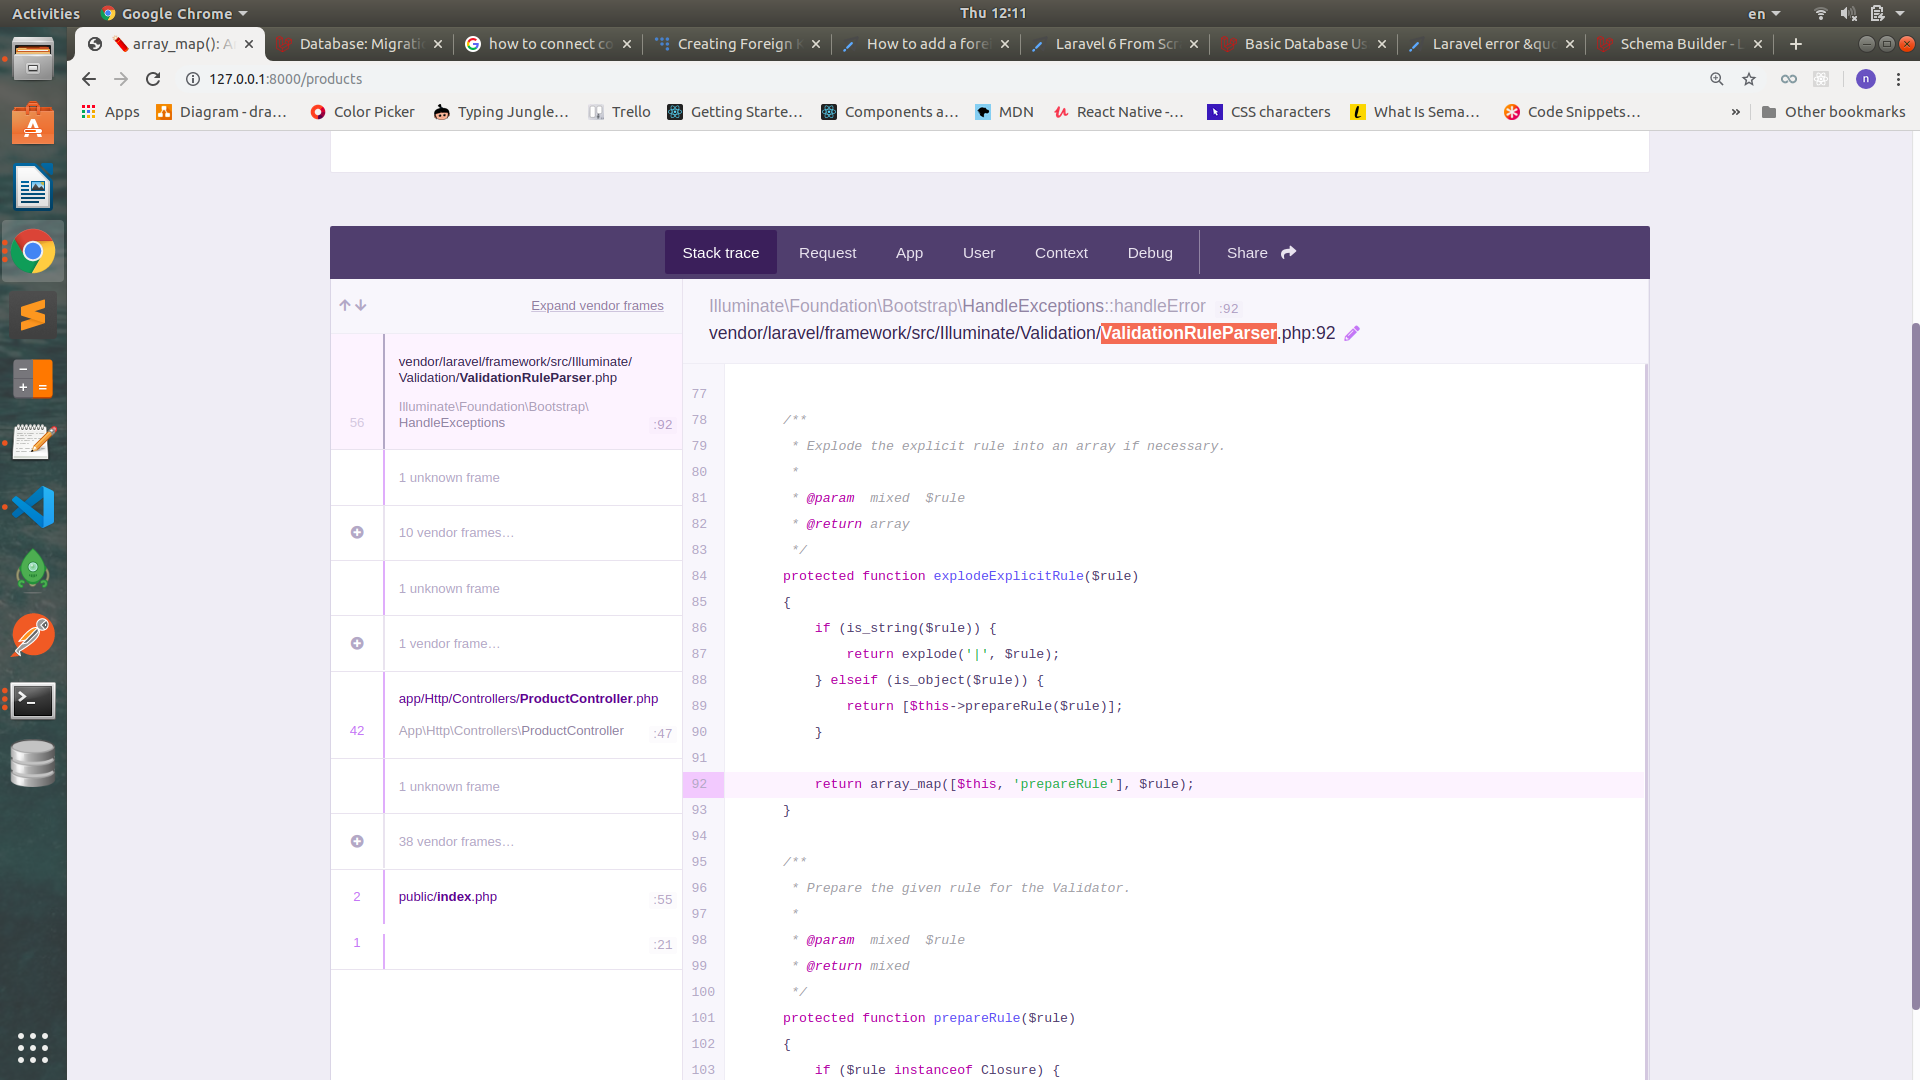 Activities Google Chrome Thu 12:11 en
array_map(): A Database: Migrati how to connect co Creating Foreign K How to add a fore Laravel 6 From Scr Basic Database Us Laravel error &quo Schema Builder - L
127.0.0.1:8000/products n
Apps Diagram - dra… Color Picker Typing Jungle… Trello Getting Starte… Components a… MDN React Native -… CSS characters What Is Sema… Code Snippets… » Other bookmarks
Stack trace Request App User Context Debug Share
Expand vendor frames
vendor/laravel/framework/src/Illuminate/
Validation/ValidationRuleParser.php
Illuminate\Foundation\Bootstrap\
56 HandleExceptions :92
1 unknown frame
10 vendor frames…
1 unknown frame
1 vendor frame…
app/Http/Controllers/ProductController.php
42 App\Http\Controllers\ProductController :47
1 unknown frame
38 vendor frames…
2 public/index.php :55
1 :21
Illuminate\Foundation\Bootstrap\HandleExceptions::handleError :92
vendor/laravel/framework/src/Illuminate/Validation/ValidationRuleParser.php:92
77
78 /**
79 * Explode the explicit rule into an array if necessary.
80 *
81 * @param  mixed  $rule
82 * @return array
83 */
84 protected function explodeExplicitRule($rule)
85 {
86 if (is_string($rule)) {
87 return explode('|', $rule);
88 } elseif (is_object($rule)) {
89 return [$this->prepareRule($rule)];
90 }
91
92 return array_map([$this, 'prepareRule'], $rule);
93 }
94
95 /**
96 * Prepare the given rule for the Validator.
97 *
98 * @param  mixed  $rule
99 * @return mixed
100 */
101 protected function prepareRule($rule)
102 {
103 if ($rule instanceof Closure) {